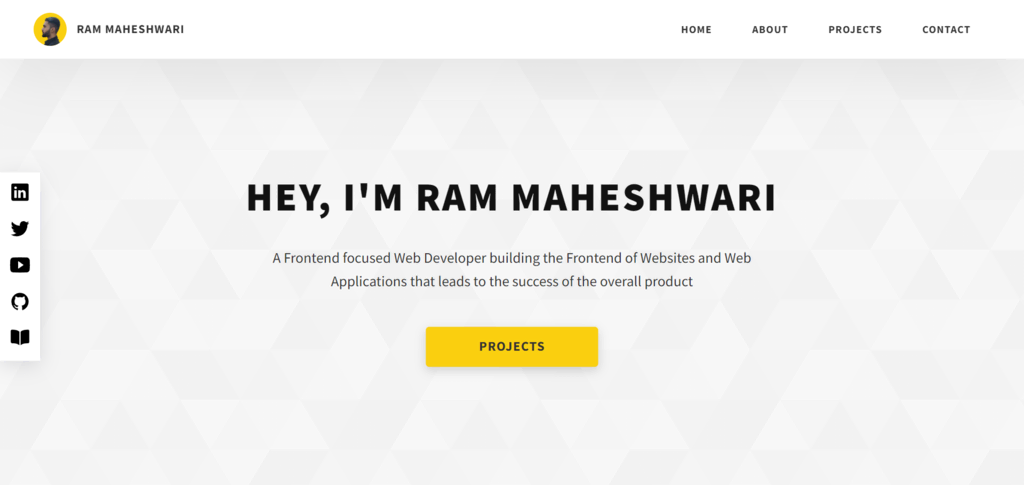 RAM MAHESHWARI
HOME ABOUT PROJECTS CONTACT
HEY, I'M RAM MAHESHWARI
A Frontend focused Web Developer building the Frontend of Websites and Web
Applications that leads to the success of the overall product
PROJECTS
in